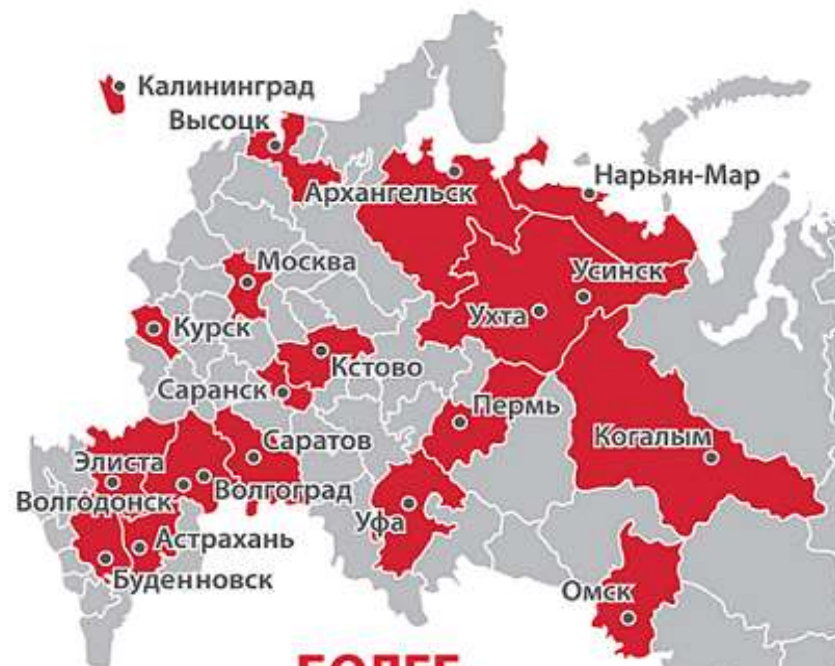 Калининград
Высоцк
Архангельск
Нарьян-Мар
Москва
Усинск
Ухта
Курск
Кстово
Саранск
Пермь
Когалым
Саратов
Элиста
Волгодонск
Волгоград
Уфа
Астрахань
Буденновск
Омск
БОЛЕЕ